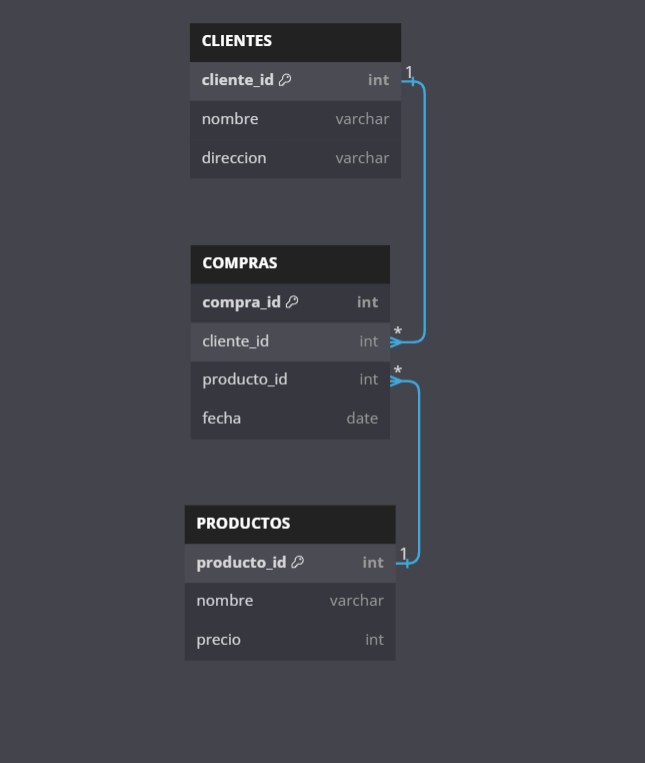 CLIENTES
cliente_id int 1
nombre varchar
direccion varchar
COMPRAS
compra_id int
cliente_id int *
producto_id int *
fecha date
PRODUCTOS
producto_id int 1
nombre varchar
precio int